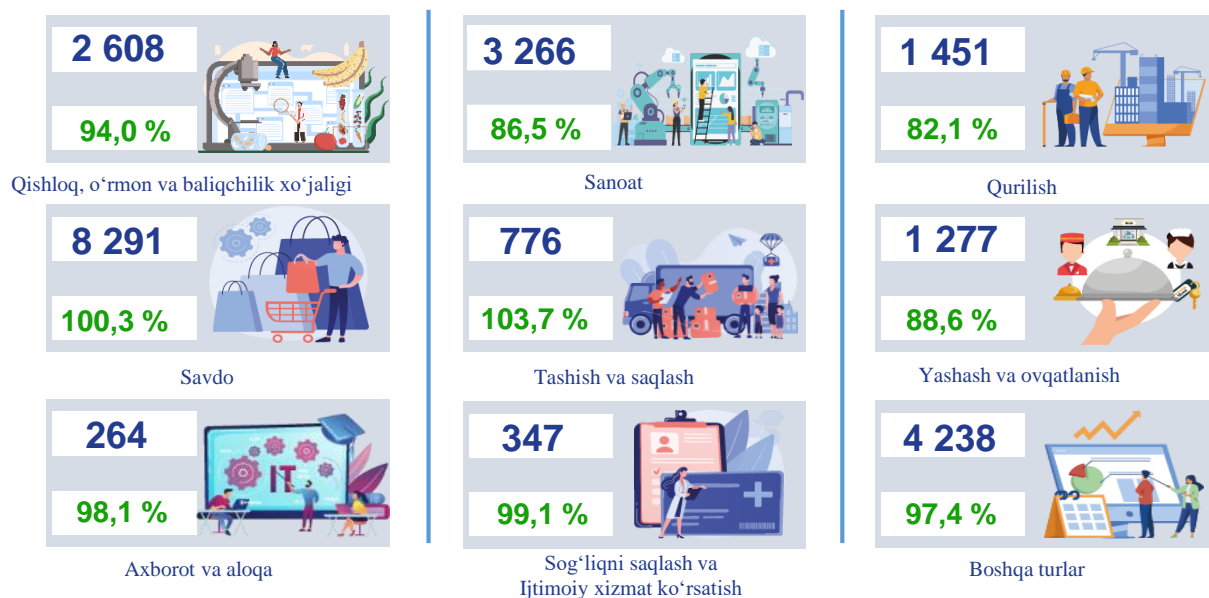 2 608
94,0 %
Qishloq, o‘rmon va baliqchilik xo‘jaligi
3 266
86,5 %
Sanoat
1 451
82,1 %
Qurilish
8 291
100,3 %
Savdo
776
103,7 %
Tashish va saqlash
1 277
88,6 %
Yashash va ovqatlanish
264
98,1 %
IT
Axborot va aloqa
347
99,1 %
Sog‘liqni saqlash va
Ijtimoiy xizmat ko‘rsatish
4 238
97,4 %
Boshqa turlar